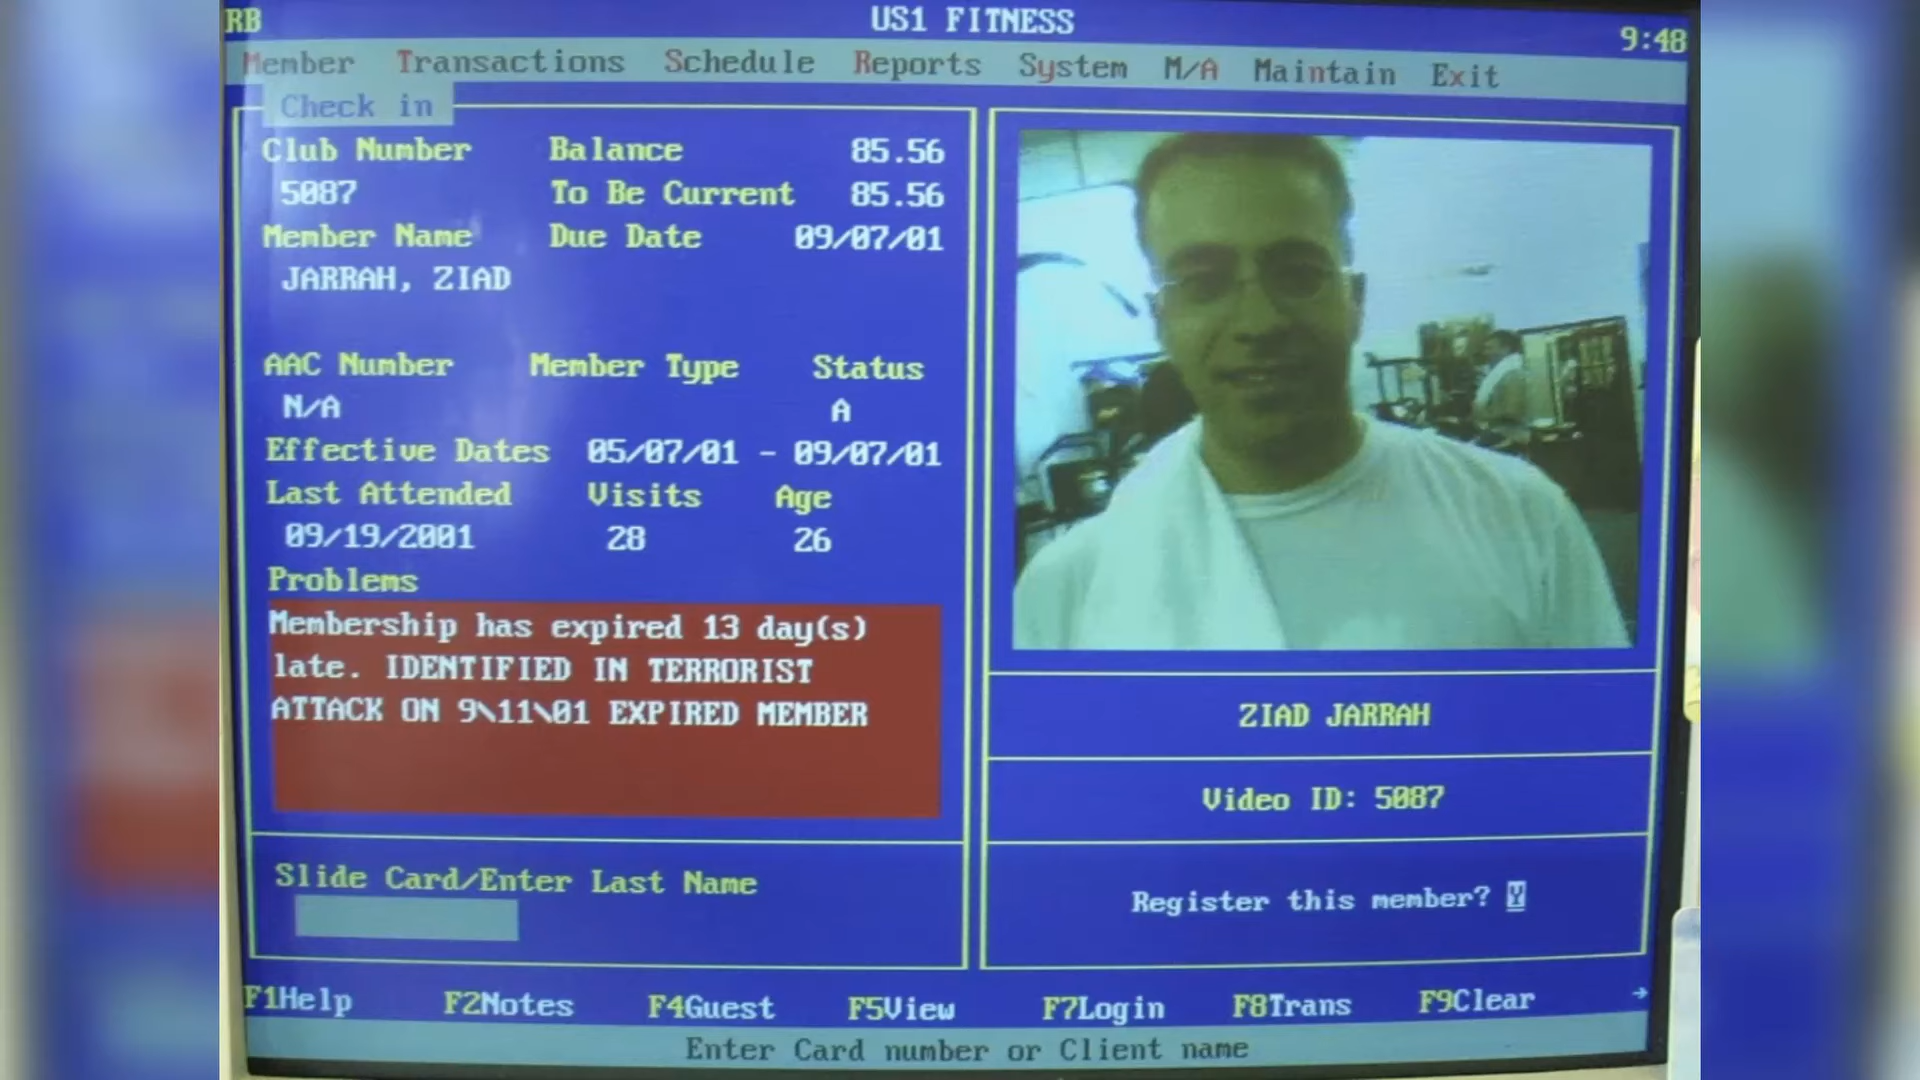 RB US1 FITNESS 9:48
Member Transactions Schedule Reports System M/A Maintain Exit
Check in
Club Number Balance 85.56
5087 To Be Current 85.56
Member Name Due Date 09/07/01
JARRAH, ZIAD
AAC Number Member Type Status
N/A A
Effective Dates 05/07/01 - 09/07/01
Last Attended Visits Age
09/19/2001 28 26
Problems
Membership has expired 13 day(s)
late. IDENTIFIED IN TERRORIST
ATTACK ON 9\11\01 EXPIRED MEMBER
Slide Card/Enter Last Name
ZIAD JARRAH
Video ID: 5087
Register this member? Y
F1Help F2Notes F4Guest F5View F7Login F8Trans F9Clear →
Enter Card number or Client name